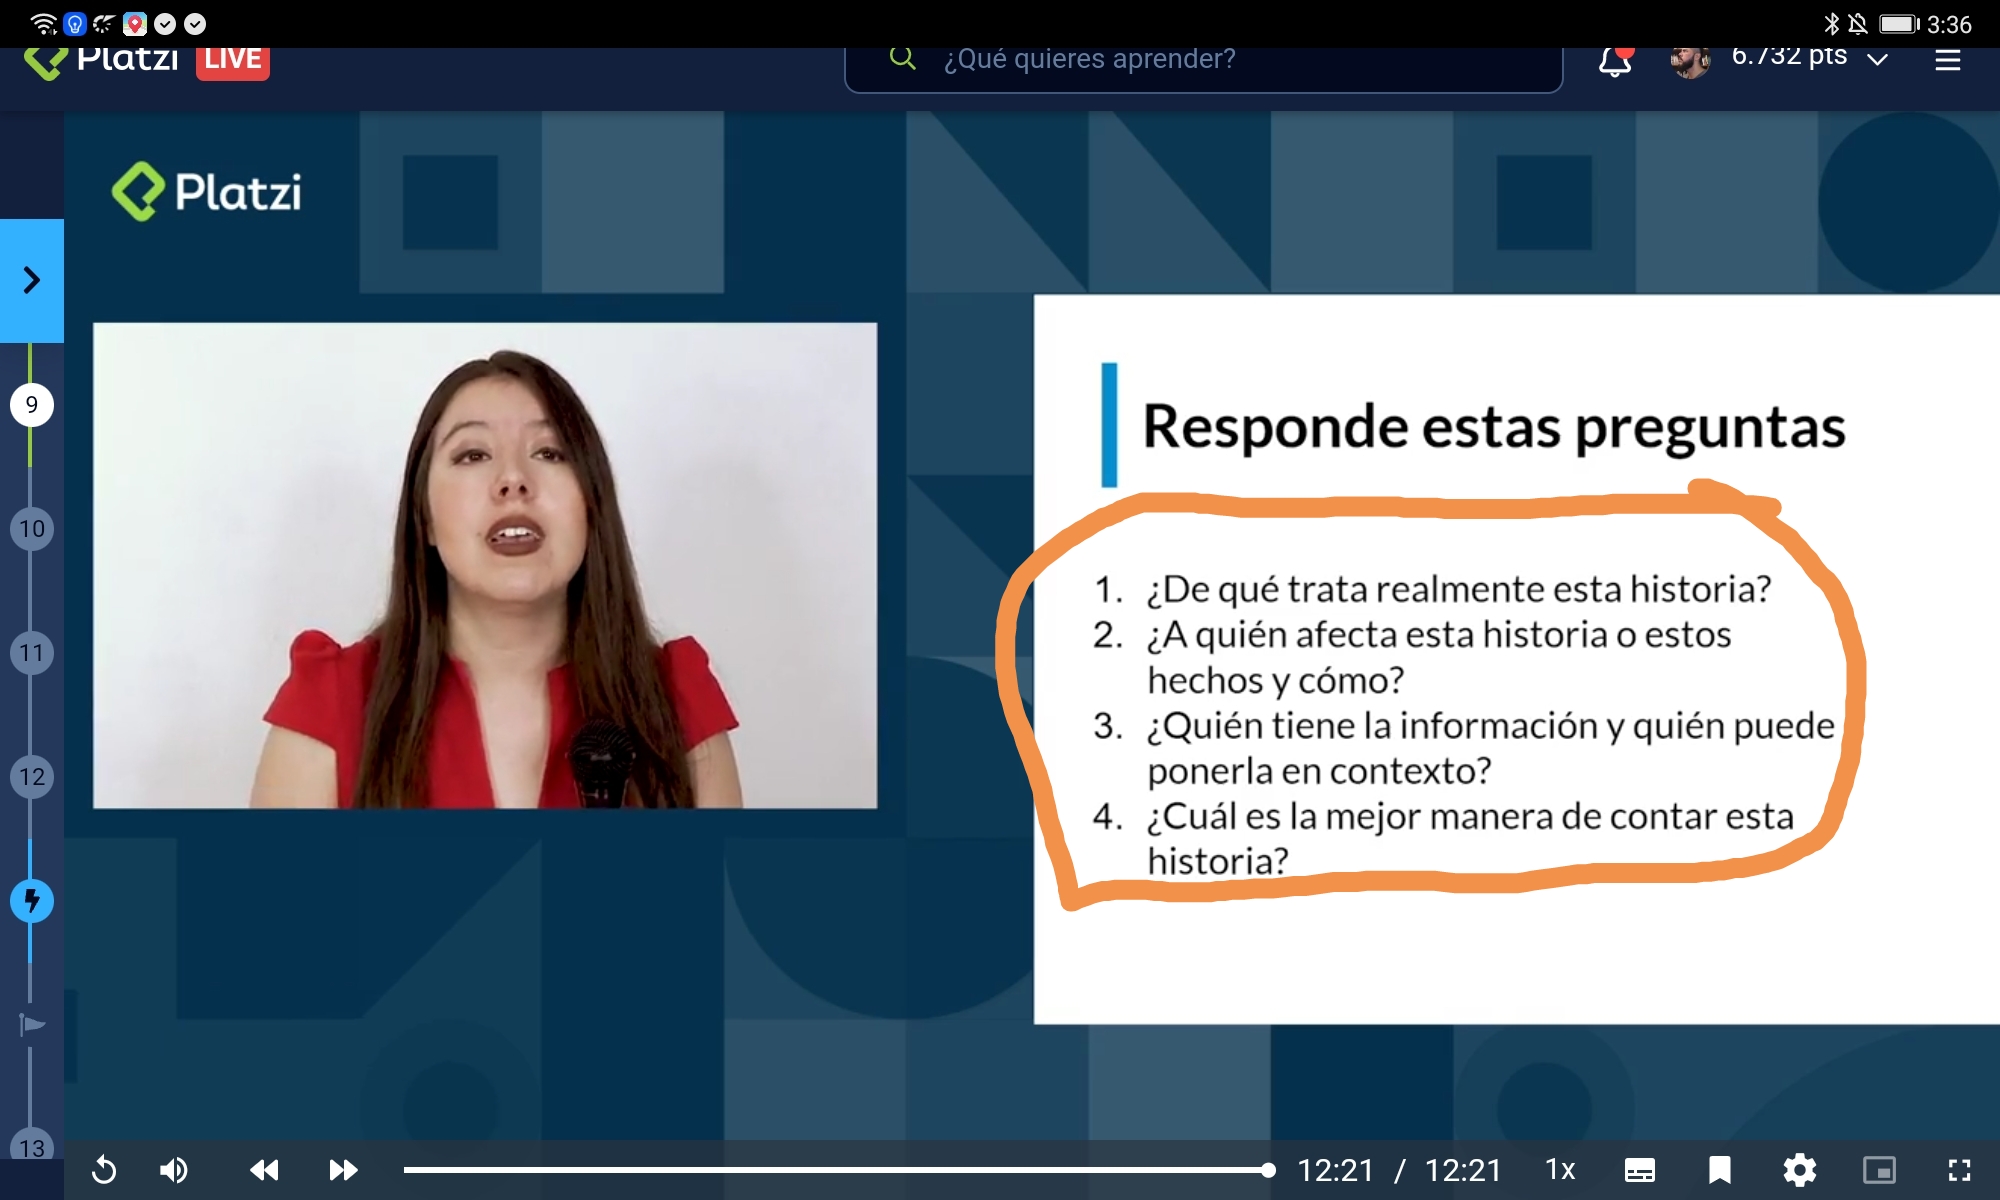 3:36
Platzi LIVE
¿Qué quieres aprender?
6.732 pts
Platzi
Responde estas preguntas
1. ¿De qué trata realmente esta historia?
2. ¿A quién afecta esta historia o estos
hechos y cómo?
3. ¿Quién tiene la información y quién puede
ponerla en contexto?
4. ¿Cuál es la mejor manera de contar esta
historia?
9
10
11
12
13
12:21 / 12:21
1x